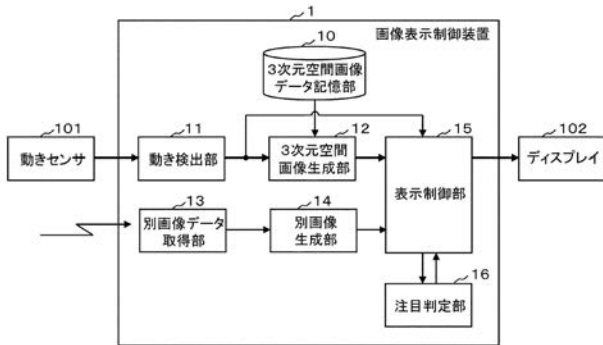 1
画像表示制御装置
10
3次元空間画像
データ記憶部
101
動きセンサ
11
動き検出部
12
3次元空間
画像生成部
15
表示制御部
102
ディスプレイ
13
別画像データ
取得部
14
別画像
生成部
16
注目判定部